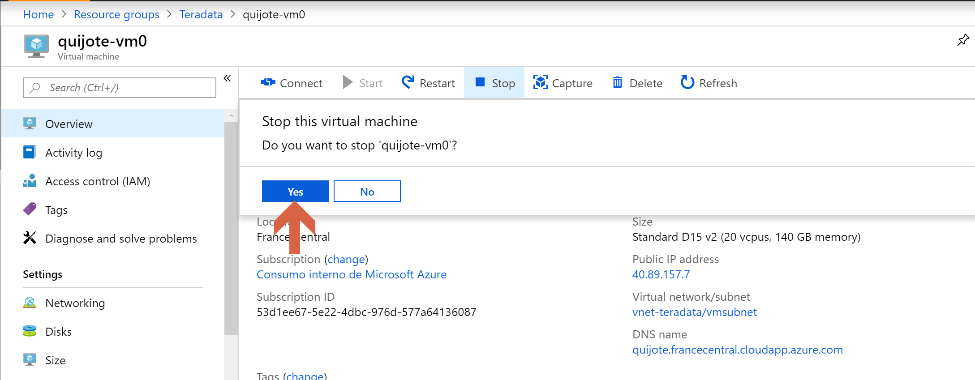 Home > Resource groups > Teradata > quijote-vm0
quijote-vm0
Virtual machine
Search (Ctrl+/)
«
Connect Start Restart Stop Capture Delete Refresh
Overview
Activity log
Access control (IAM)
Tags
Diagnose and solve problems
Settings
Networking
Disks
Size
Stop this virtual machine
Do you want to stop 'quijote-vm0'?
Yes No
France Central
Subscription (change)
Consumo interno de Microsoft Azure
Subscription ID
53d1ee67-5e22-4dbc-976d-577a64136087
Tags (change)
Size
Standard D15 v2 (20 vcpus, 140 GB memory)
Public IP address
40.89.157.7
Virtual network/subnet
vnet-teradata/vmsubnet
DNS name
quijote.francecentral.cloudapp.azure.com